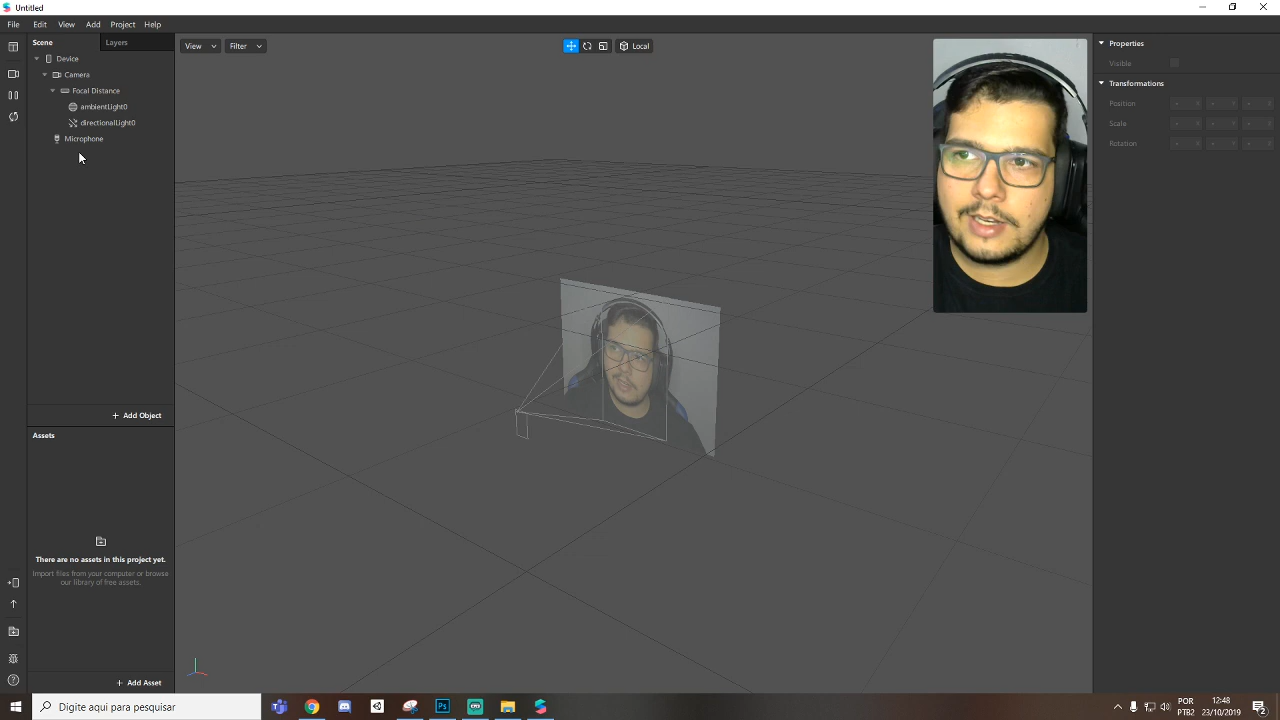 Untitled
File Edit View Add Project Help
Scene
Layers
Device
Camera
Focal Distance
ambientLight0
directionalLight0
Microphone
+ Add Object
Assets
There are no assets in this project yet.
Import files from your computer or browse
our library of free assets.
+ Add Asset
View
Filter
Local
Properties
Visible
Transformations
Position
Scale
Rotation
Digite aqui para pesquisar
Ps
POR
PTB2
12:48
23/10/2019
2